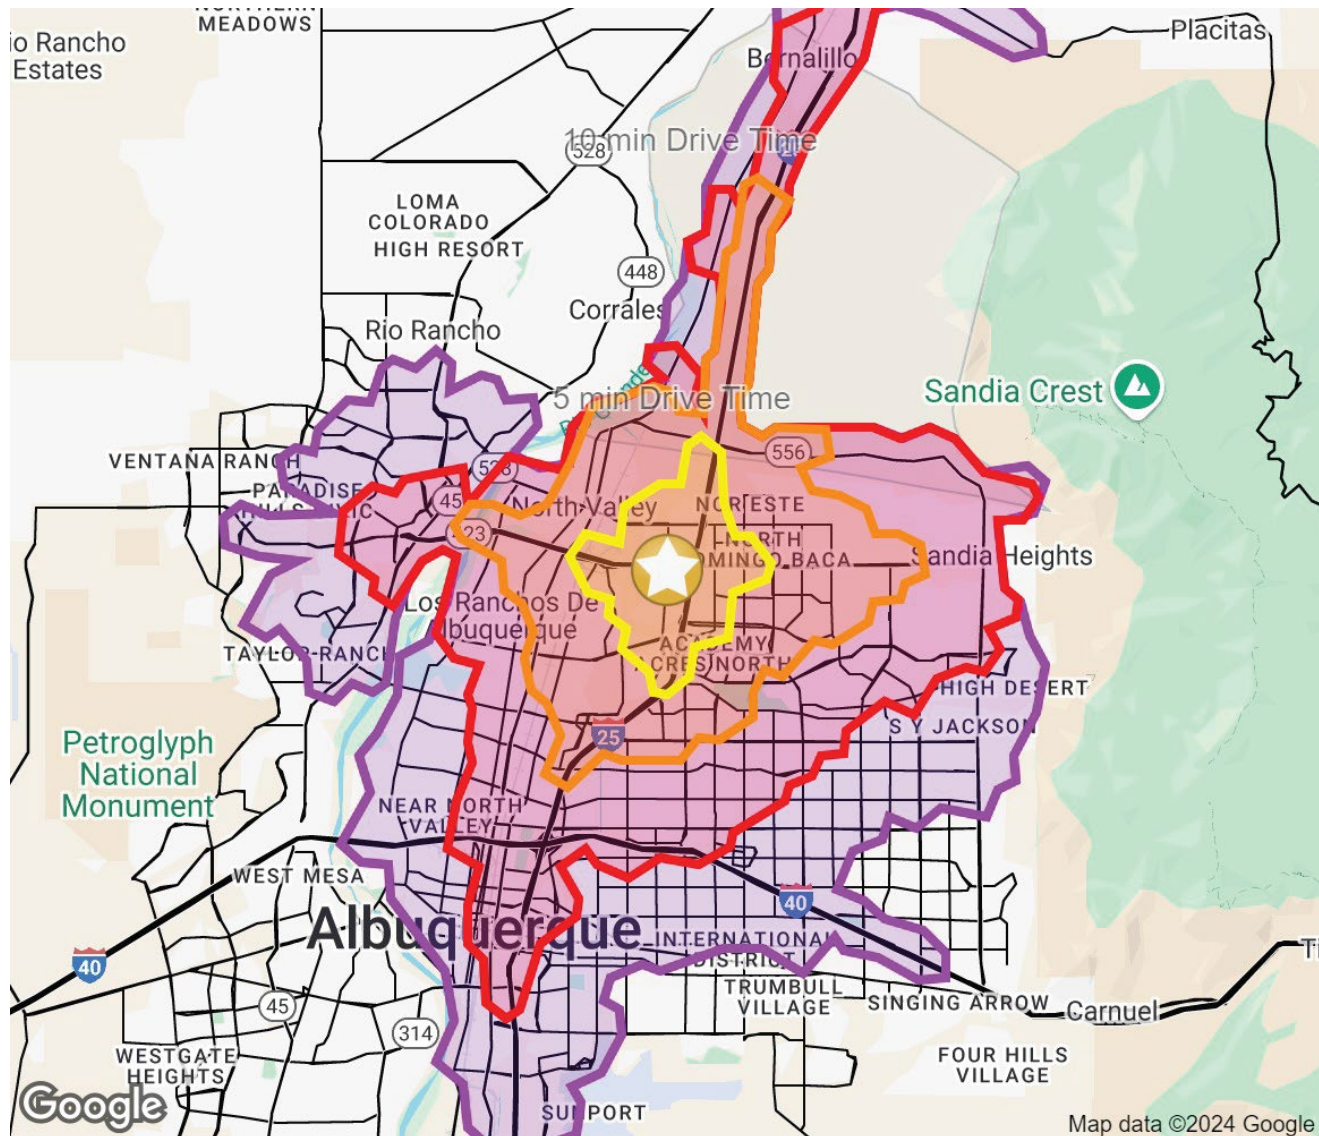 NORTHERN
MEADOWS
Placitas
io Rancho
Estates
Bernalillo
10 min Drive Time
528
LOMA
COLORADO
HIGH RESORT
448
Corrales
Rio Rancho
Sandia Crest
5 min Drive Time
556
VENTANA RANCH
528
45
North Valley
NOR ESTE
423
NORTH
DOMINGO BACA
Sandia Heights
Los Ranchos De
Albuquerque
ACADEMY
ACRES NORTH
TAYLOR RANCH
HIGH DESERT
S Y JACKSON
25
Petroglyph
National
Monument
NEAR NORTH
VALLEY
WEST MESA
40
Albuquerque
INTERNATIONAL
DISTRICT
40
TRUMBULL
VILLAGE
SINGING ARROW
Carnuel
Ti
45
314
WESTGATE
HEIGHTS
FOUR HILLS
VILLAGE
Google
SUNPORT
Map data ©2024 Google